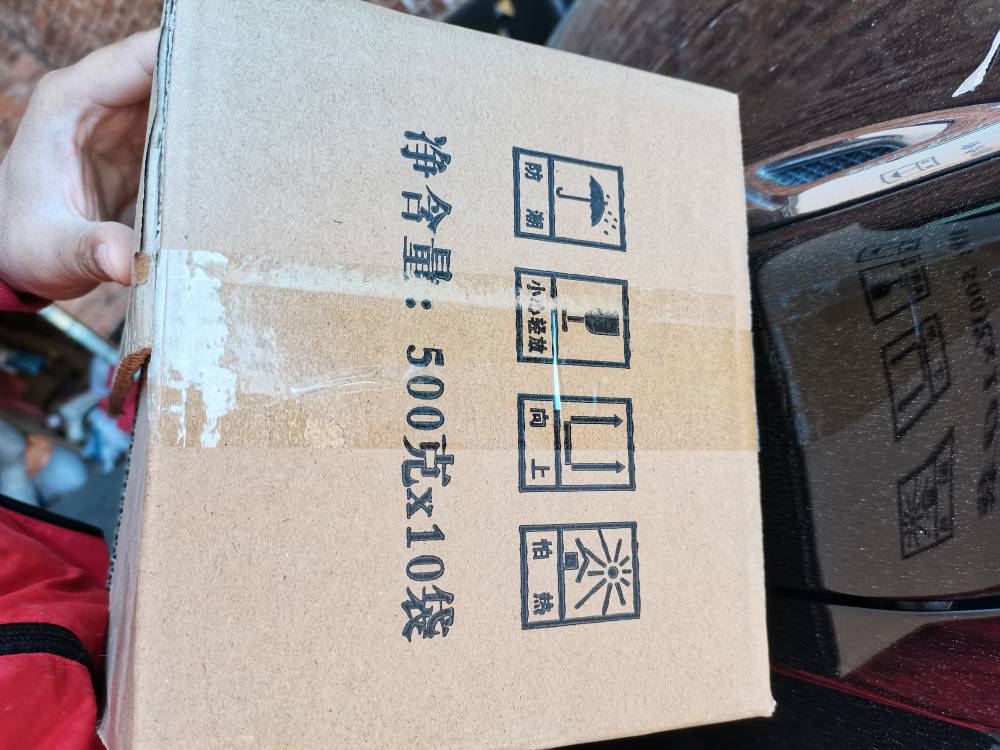 防潮 小心轻放 向上 怕热
净含量：500克x10袋